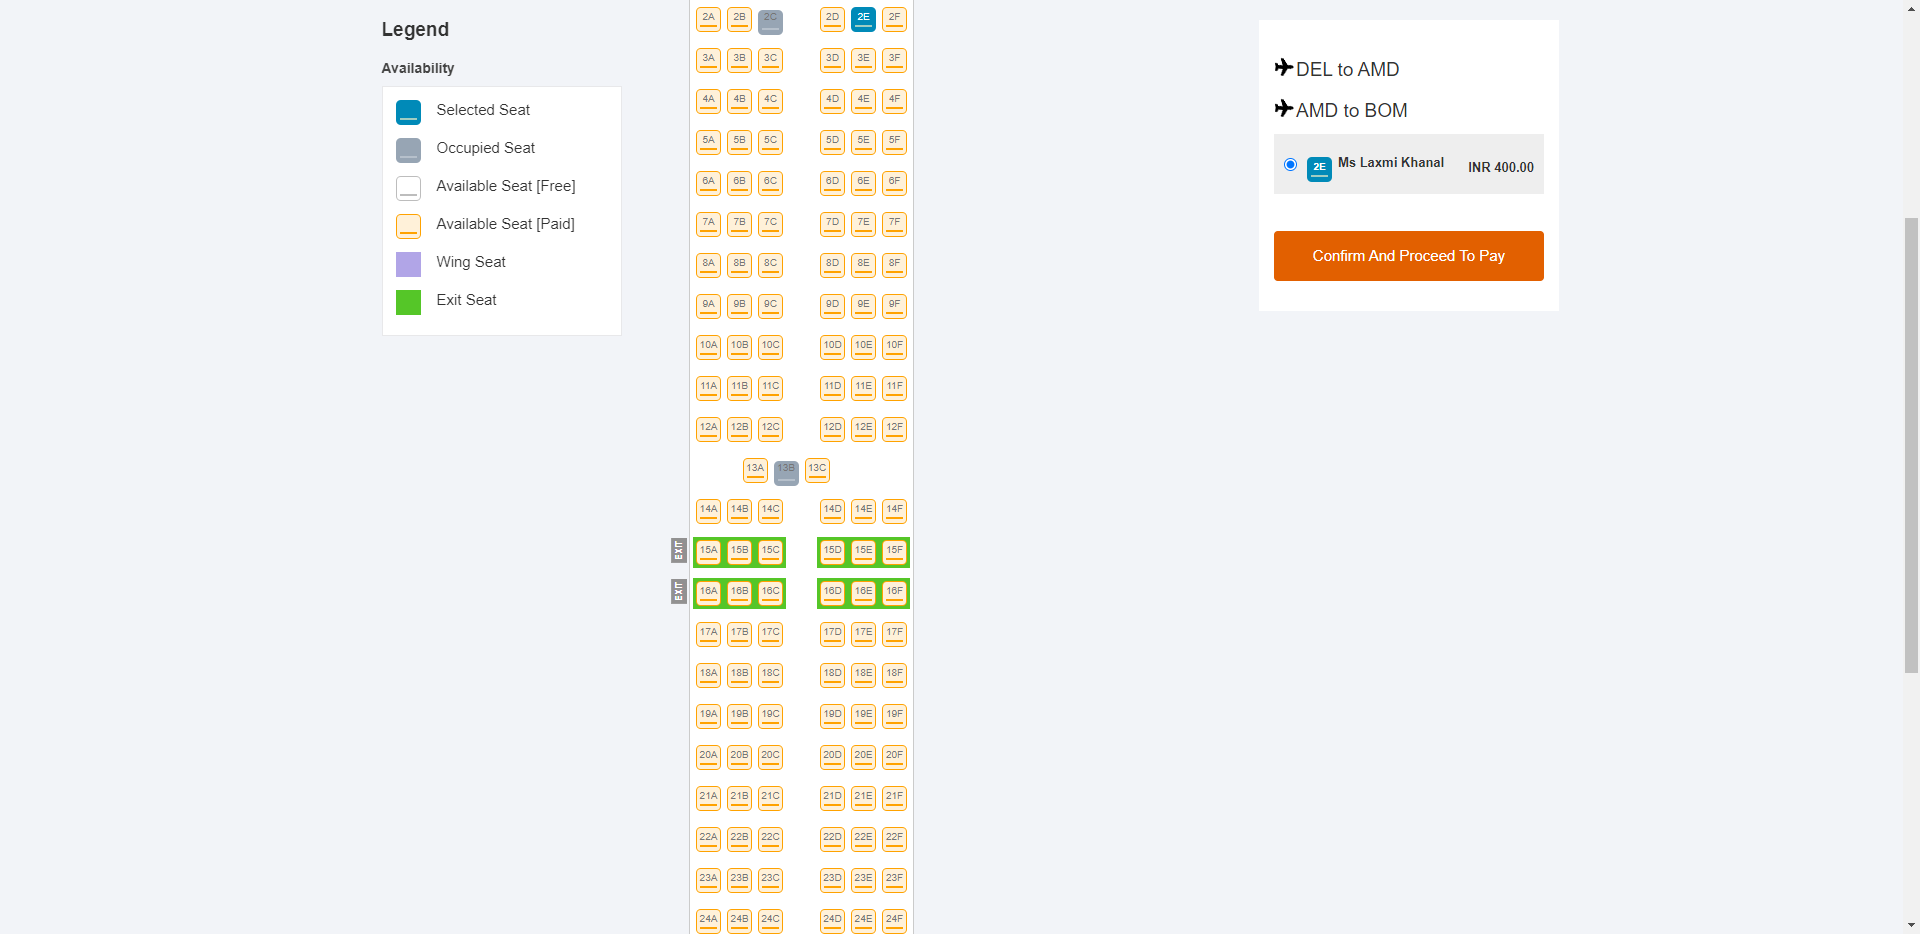 Legend
Availability
Selected Seat
Occupied Seat
Available Seat [Free]
Available Seat [Paid]
Wing Seat
Exit Seat
2A 2B 2C 2D 2E 2F
3A 3B 3C 3D 3E 3F
4A 4B 4C 4D 4E 4F
5A 5B 5C 5D 5E 5F
6A 6B 6C 6D 6E 6F
7A 7B 7C 7D 7E 7F
8A 8B 8C 8D 8E 8F
9A 9B 9C 9D 9E 9F
10A 10B 10C 10D 10E 10F
11A 11B 11C 11D 11E 11F
12A 12B 12C 12D 12E 12F
13A 13B 13C
14A 14B 14C 14D 14E 14F
EXIT 15A 15B 15C 15D 15E 15F
EXIT 16A 16B 16C 16D 16E 16F
17A 17B 17C 17D 17E 17F
18A 18B 18C 18D 18E 18F
19A 19B 19C 19D 19E 19F
20A 20B 20C 20D 20E 20F
21A 21B 21C 21D 21E 21F
22A 22B 22C 22D 22E 22F
23A 23B 23C 23D 23E 23F
24A 24B 24C 24D 24E 24F
DEL to AMD
AMD to BOM
2E Ms Laxmi Khanal INR 400.00
Confirm And Proceed To Pay